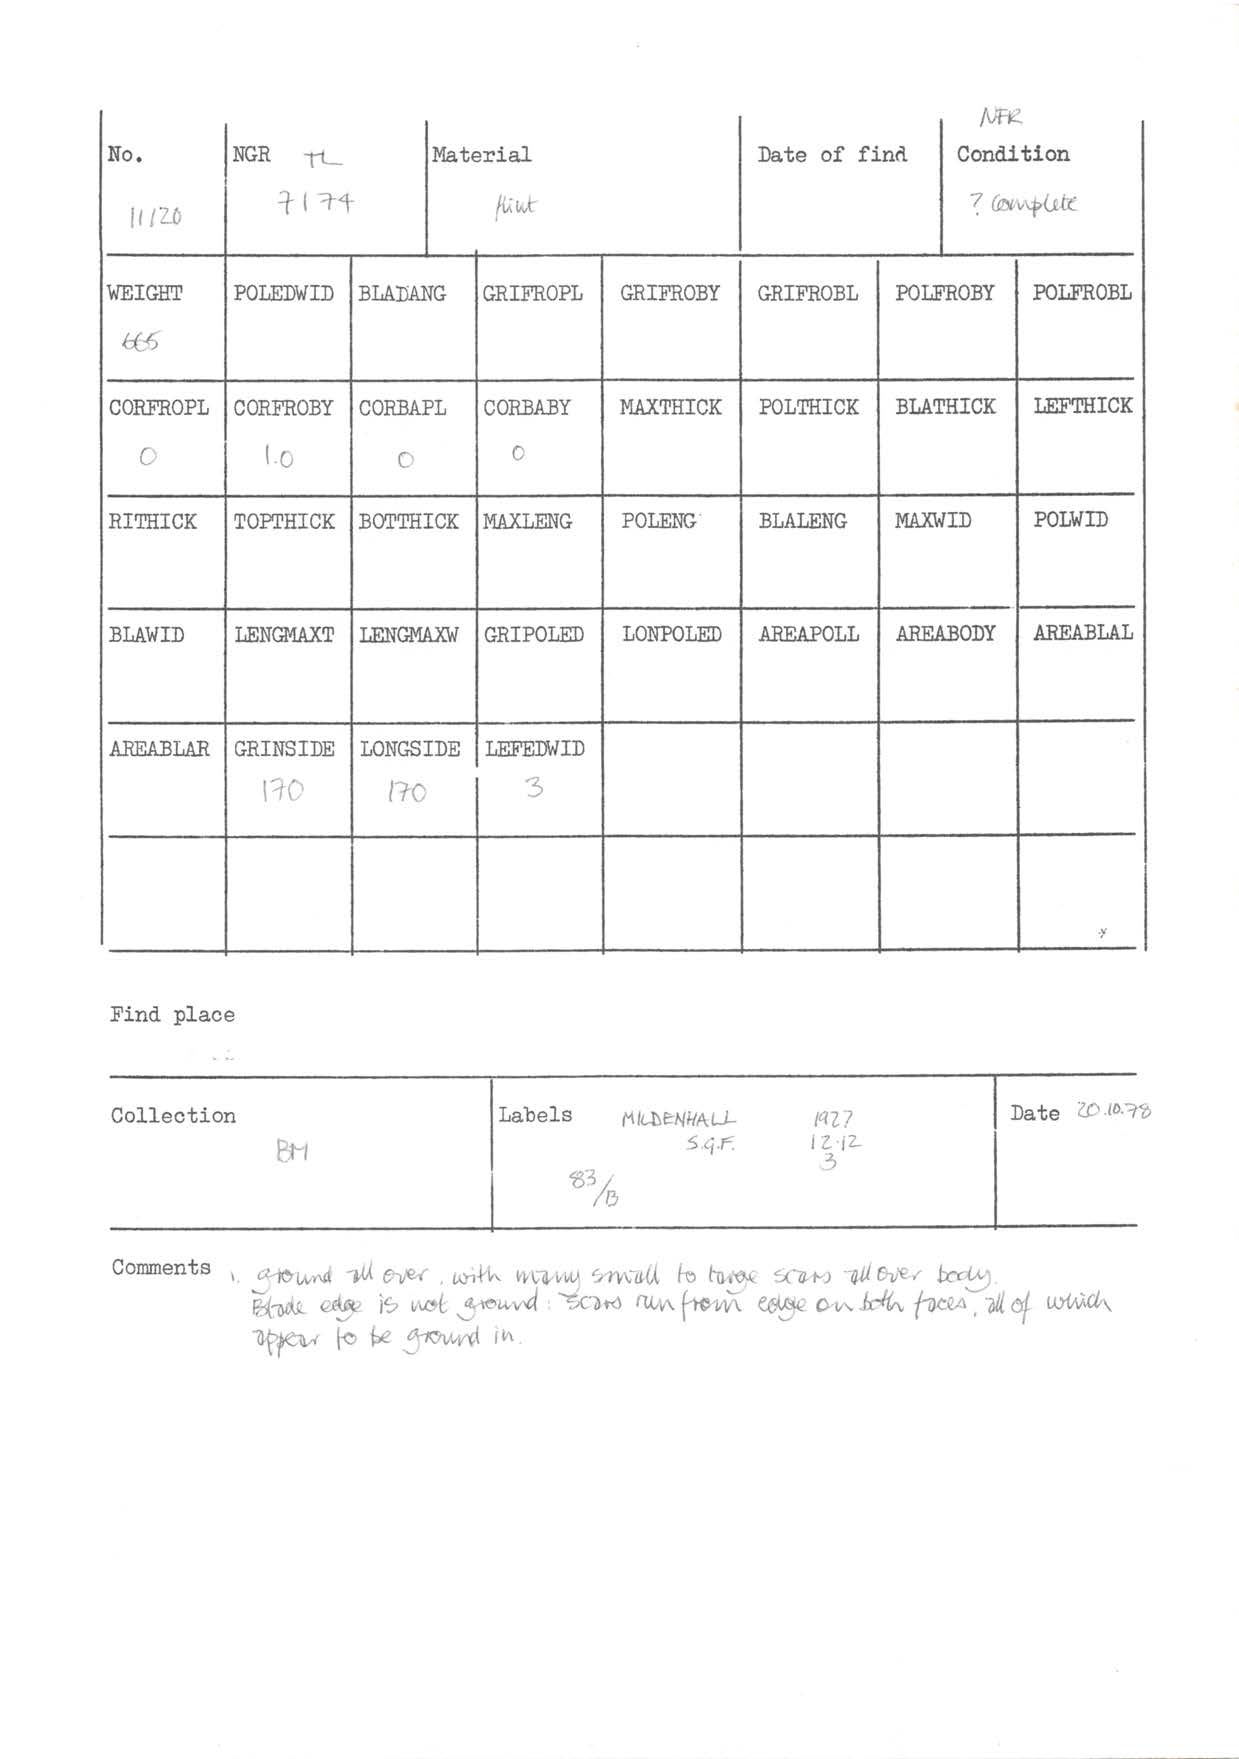 NFR
No. NGR TL Material Date of find Condition
11/20 7174 flint ? complete
WEIGHT POLEDWID BLADANG GRIFROPL GRIFROBY GRIFROBL POLFROBY POLFROBL
665
CORFROPL CORFROBY CORBAPL CORBABY MAXTHICK POLTHICK BLATHICK LEFTHICK
0 1.0 0 0
RITHICK TOPTHICK BOTTHICK MAXLENG POLENG BLALENG MAXWID POLWID
BLAWID LENGMAXT LENGMAXW GRIPOLED LONPOLED AREAPOLL AREABODY AREABLAL
AREABLAR GRINSIDE LONGSIDE LEFEDWID
170 170 3
Find place
Collection Labels MILDENHALL 1927 Date 20.10.78
BM S.G.F. 12.12
3
83/B
Comments 1. ground all over, with many small to large scars all over body.
Blade edge is not ground: scars run from edge on both faces, all of which
appear to be ground in.